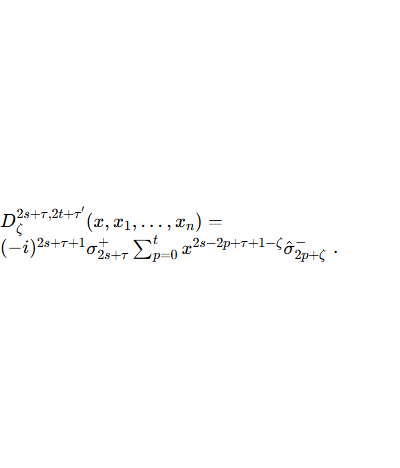 D_ζ^{2s+τ,2t+τ′}(x, x_1, …, x_n) =
(−i)^{2s+τ+1} σ^+_{2s+τ} ∑_{p=0}^{t} x^{2s−2p+τ+1−ζ} σ̂^−_{2p+ζ} .